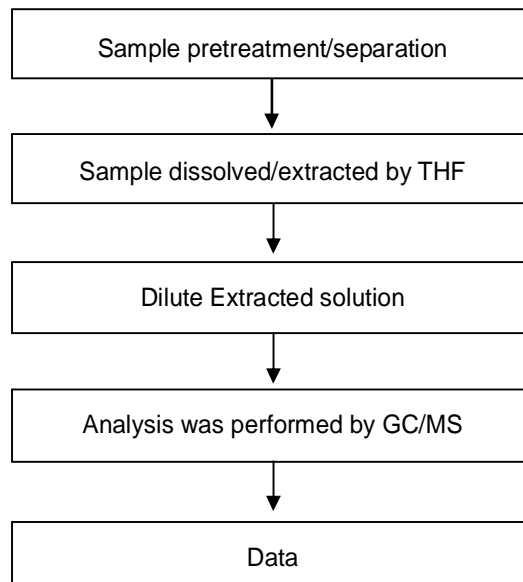 Sample pretreatment/separation
Sample dissolved/extracted by THF
Dilute Extracted solution
Analysis was performed by GC/MS
Data